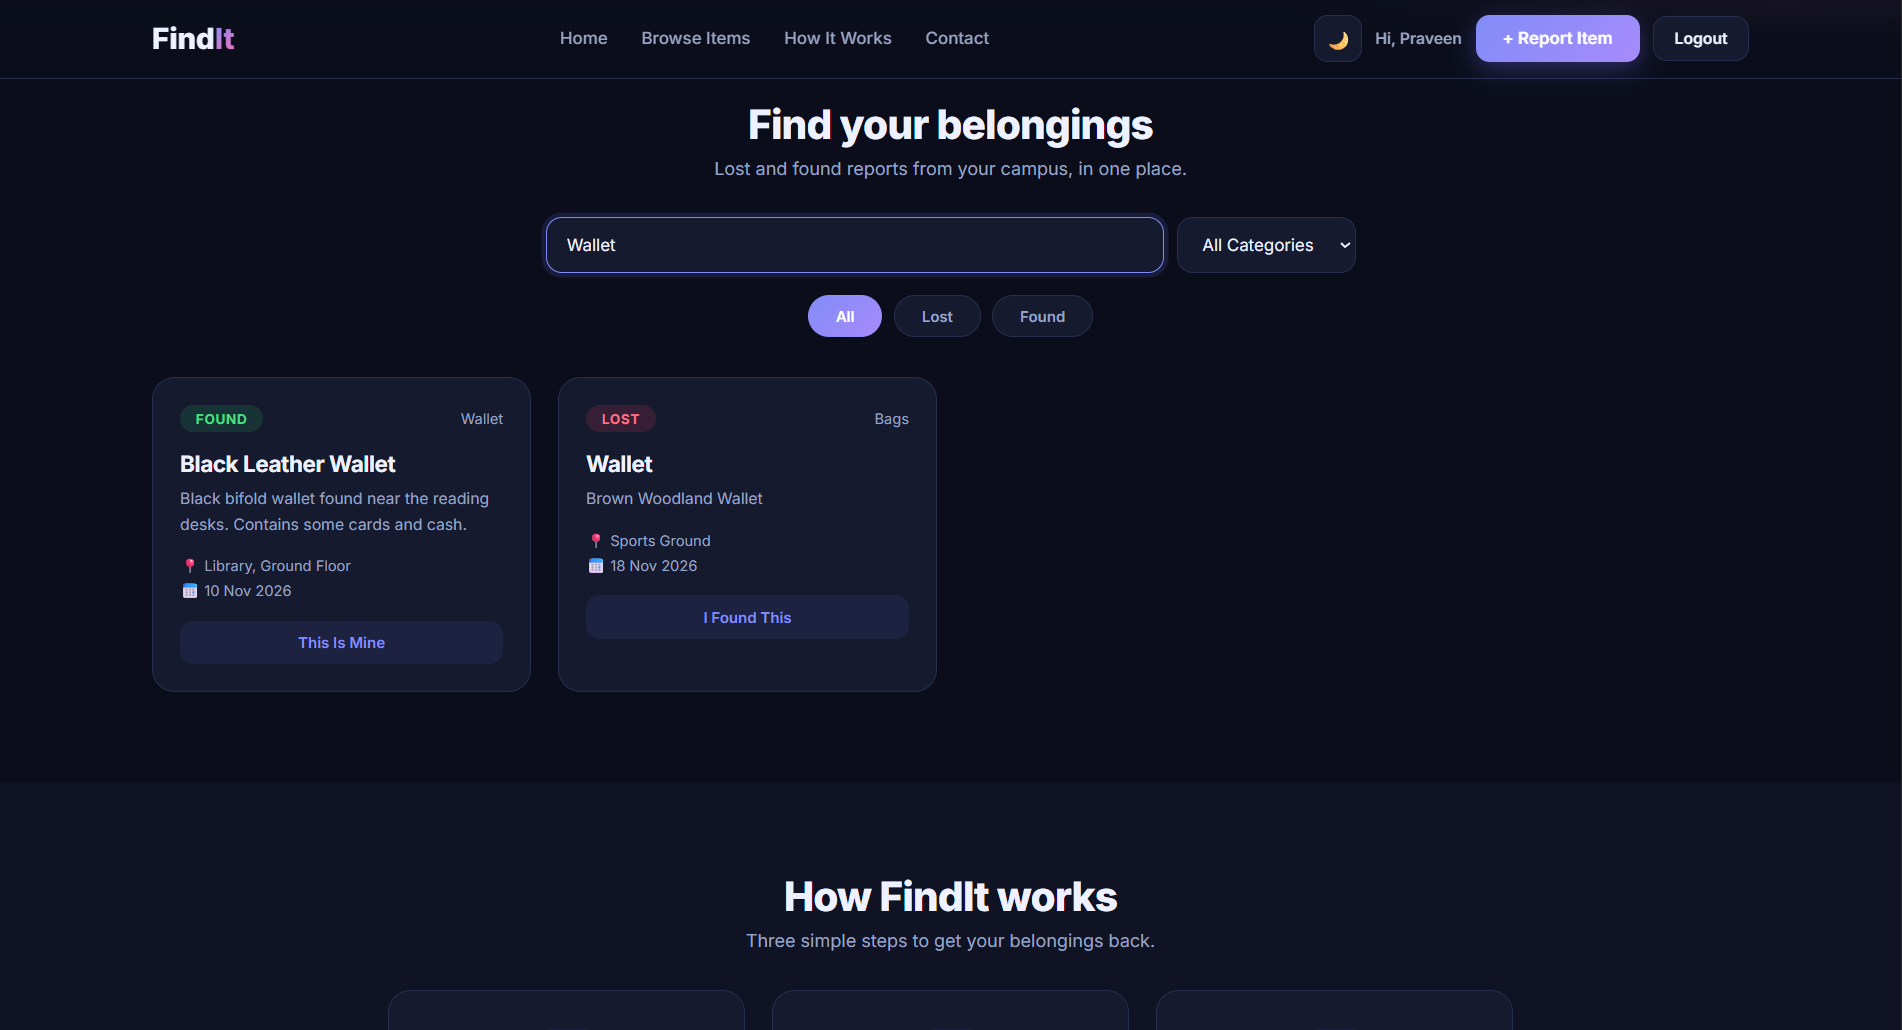 FindIt
Home Browse Items How It Works Contact
Hi, Praveen + Report Item Logout
Find your belongings
Lost and found reports from your campus, in one place.
Wallet
All Categories
All Lost Found
FOUND Wallet
Black Leather Wallet
Black bifold wallet found near the reading
desks. Contains some cards and cash.
Library, Ground Floor
10 Nov 2026
This Is Mine
LOST Bags
Wallet
Brown Woodland Wallet
Sports Ground
18 Nov 2026
I Found This
How FindIt works
Three simple steps to get your belongings back.